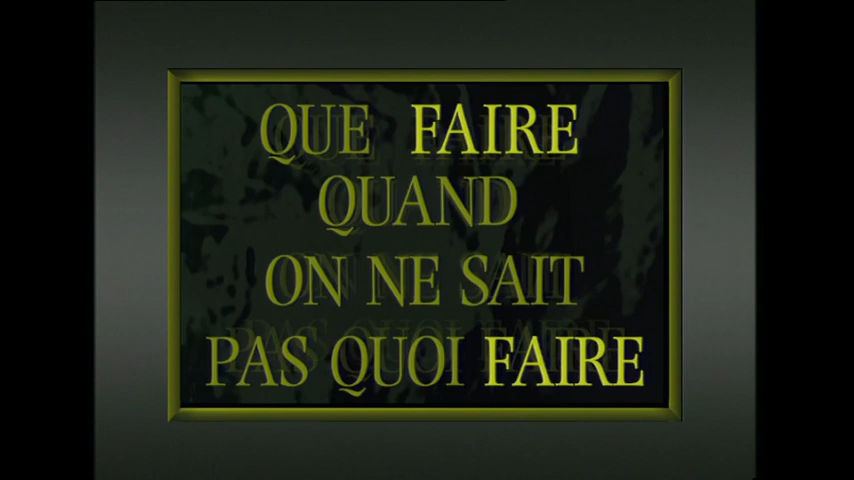 QUE FAIRE
QUAND
ON NE SAIT
PAS QUOI FAIRE